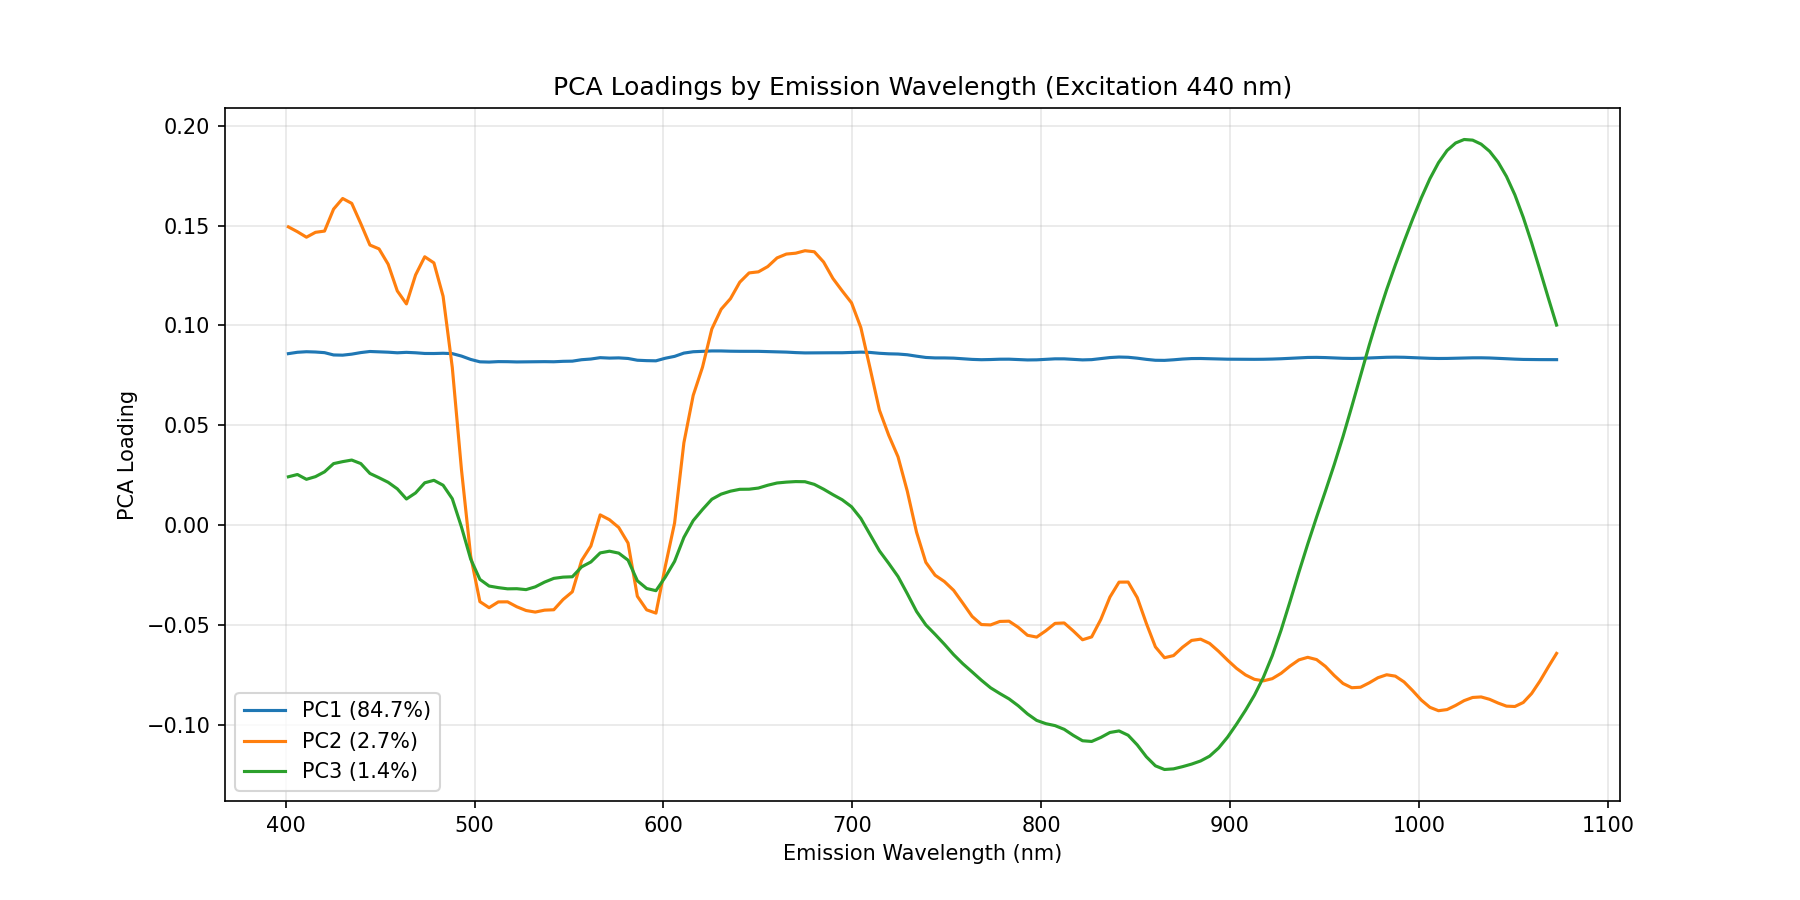 PCA Loadings by Emission Wavelength (Excitation 440 nm)
PCA Loading
0.20
0.15
0.10
0.05
0.00
−0.05
−0.10
PC1 (84.7%)
PC2 (2.7%)
PC3 (1.4%)
400 500 600 700 800 900 1000 1100
Emission Wavelength (nm)